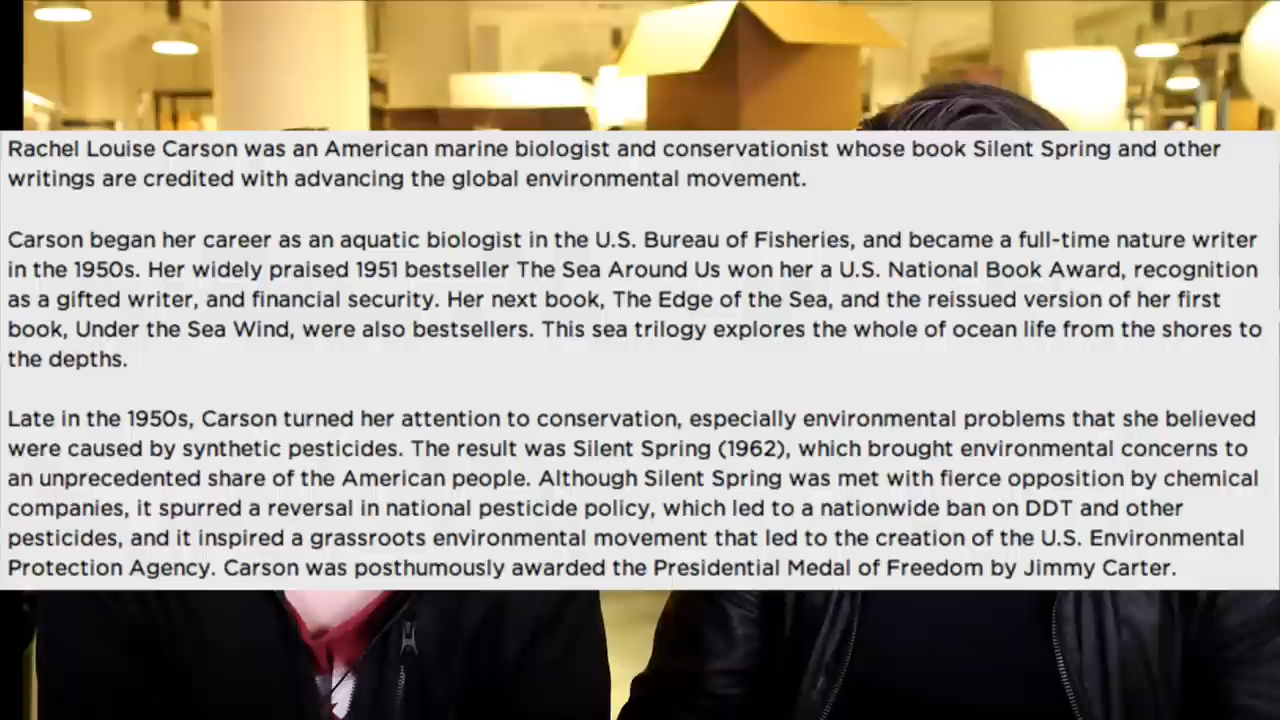 Rachel Louise Carson was an American marine biologist and conservationist whose book Silent Spring and other
writings are credited with advancing the global environmental movement.
Carson began her career as an aquatic biologist in the U.S. Bureau of Fisheries, and became a full-time nature writer
in the 1950s. Her widely praised 1951 bestseller The Sea Around Us won her a U.S. National Book Award, recognition
as a gifted writer, and financial security. Her next book, The Edge of the Sea, and the reissued version of her first
book, Under the Sea Wind, were also bestsellers. This sea trilogy explores the whole of ocean life from the shores to
the depths.
Late in the 1950s, Carson turned her attention to conservation, especially environmental problems that she believed
were caused by synthetic pesticides. The result was Silent Spring (1962), which brought environmental concerns to
an unprecedented share of the American people. Although Silent Spring was met with fierce opposition by chemical
companies, it spurred a reversal in national pesticide policy, which led to a nationwide ban on DDT and other
pesticides, and it inspired a grassroots environmental movement that led to the creation of the U.S. Environmental
Protection Agency. Carson was posthumously awarded the Presidential Medal of Freedom by Jimmy Carter.